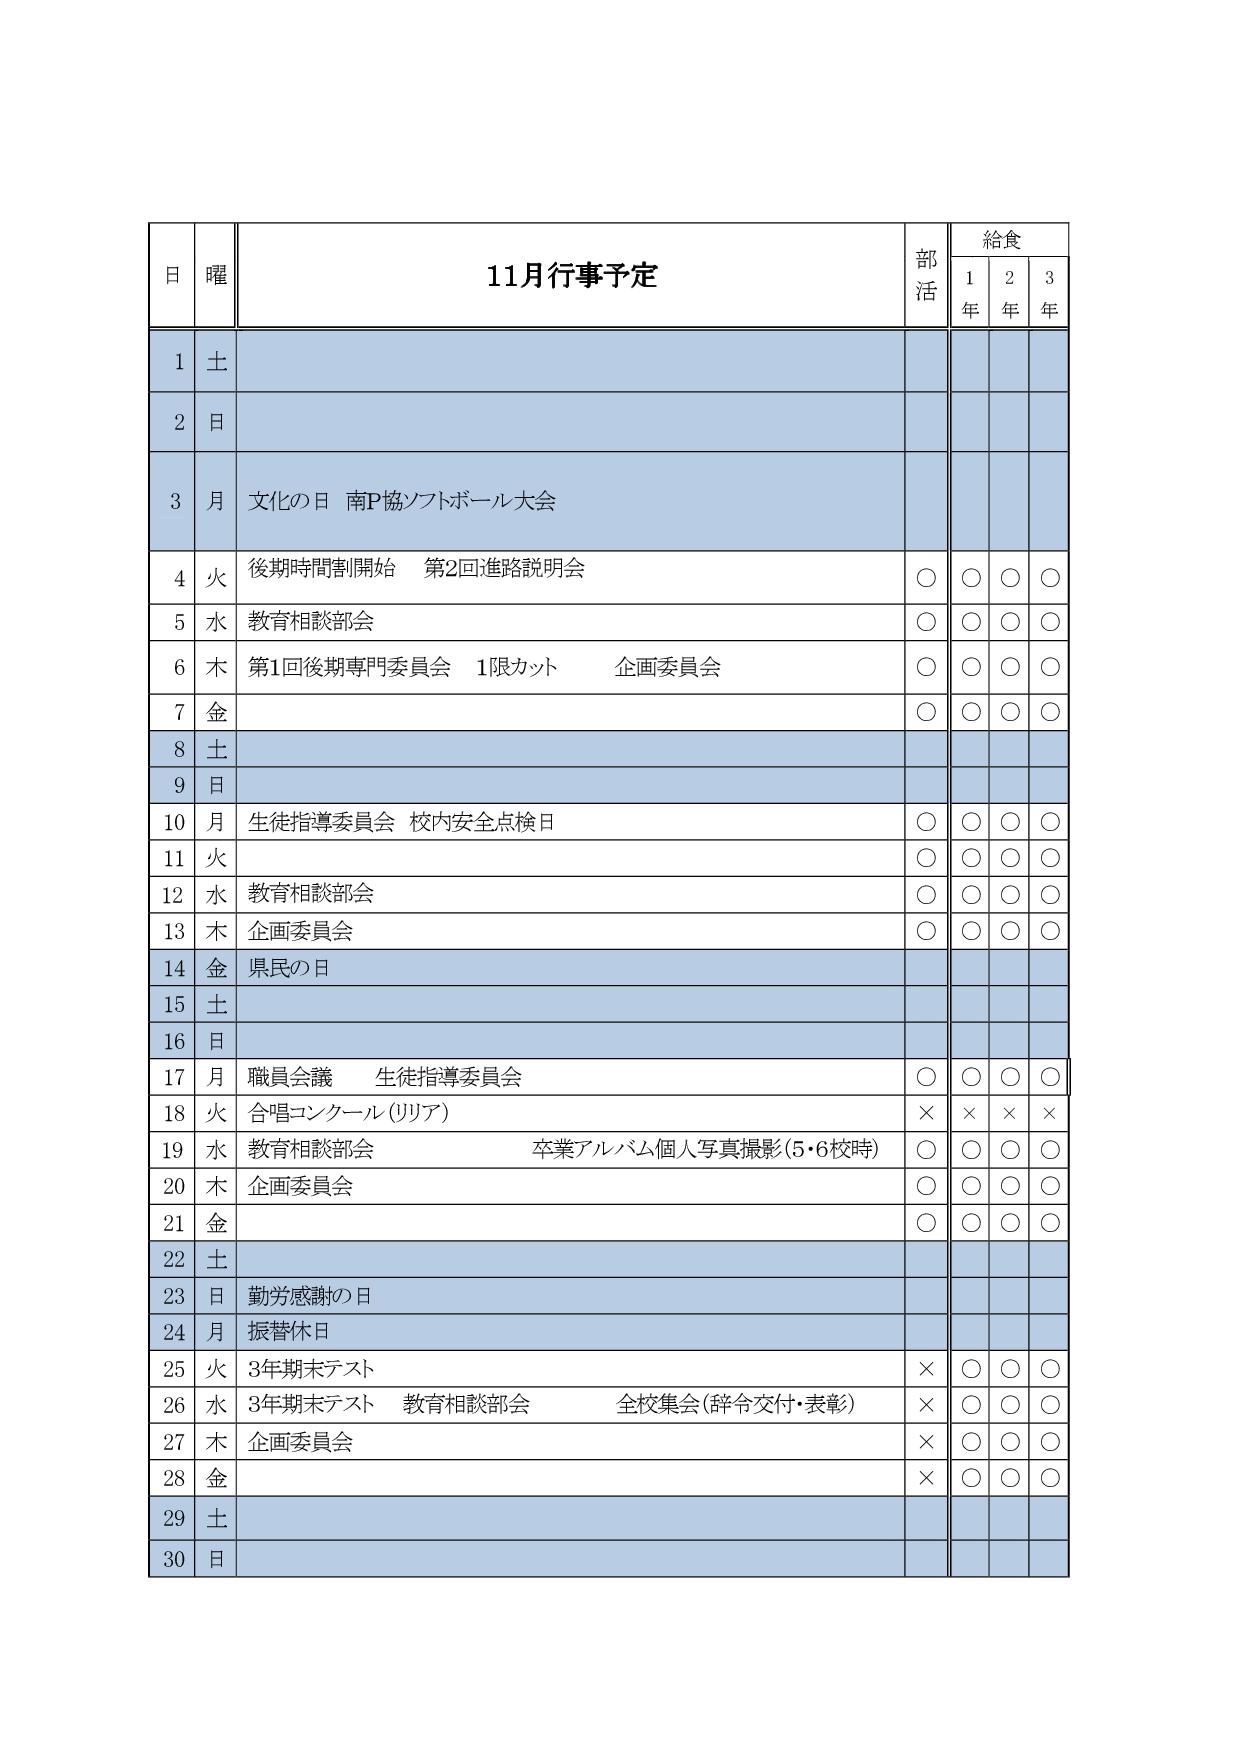 日 曜 11月行事予定 部活 給食
1年 2年 3年
1 土
2 日
3 月 文化の日 南P協ソフトボール大会
4 火 後期時間割開始 第2回進路説明会 ○ ○ ○ ○
5 水 教育相談部会 ○ ○ ○ ○
6 木 第1回後期専門委員会 1限カット 企画委員会 ○ ○ ○ ○
7 金 ○ ○ ○ ○
8 土
9 日
10 月 生徒指導委員会 校内安全点検日 ○ ○ ○ ○
11 火 ○ ○ ○ ○
12 水 教育相談部会 ○ ○ ○ ○
13 木 企画委員会 ○ ○ ○ ○
14 金 県民の日
15 土
16 日
17 月 職員会議 生徒指導委員会 ○ ○ ○ ○
18 火 合唱コンクール(リリア) × × × ×
19 水 教育相談部会 卒業アルバム個人写真撮影(5・6校時) ○ ○ ○ ○
20 木 企画委員会 ○ ○ ○ ○
21 金 ○ ○ ○ ○
22 土
23 日 勤労感謝の日
24 月 振替休日
25 火 3年期末テスト × ○ ○ ○
26 水 3年期末テスト 教育相談部会 全校集会(辞令交付・表彰) × ○ ○ ○
27 木 企画委員会 × ○ ○ ○
28 金 × ○ ○ ○
29 土
30 日